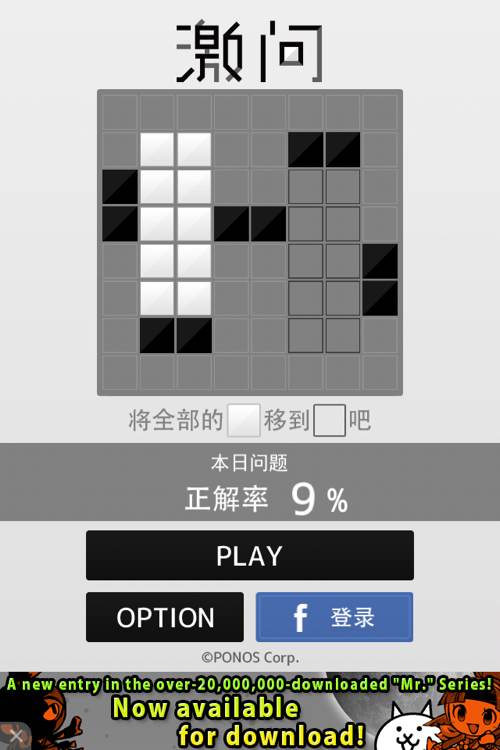 激问
将全部的 移到 吧
本日问题
正解率 9 %
PLAY
OPTION
f 登录
©PONOS Corp.
A new entry in the over-20,000,000-downloaded "Mr." Series!
Now available
for download!